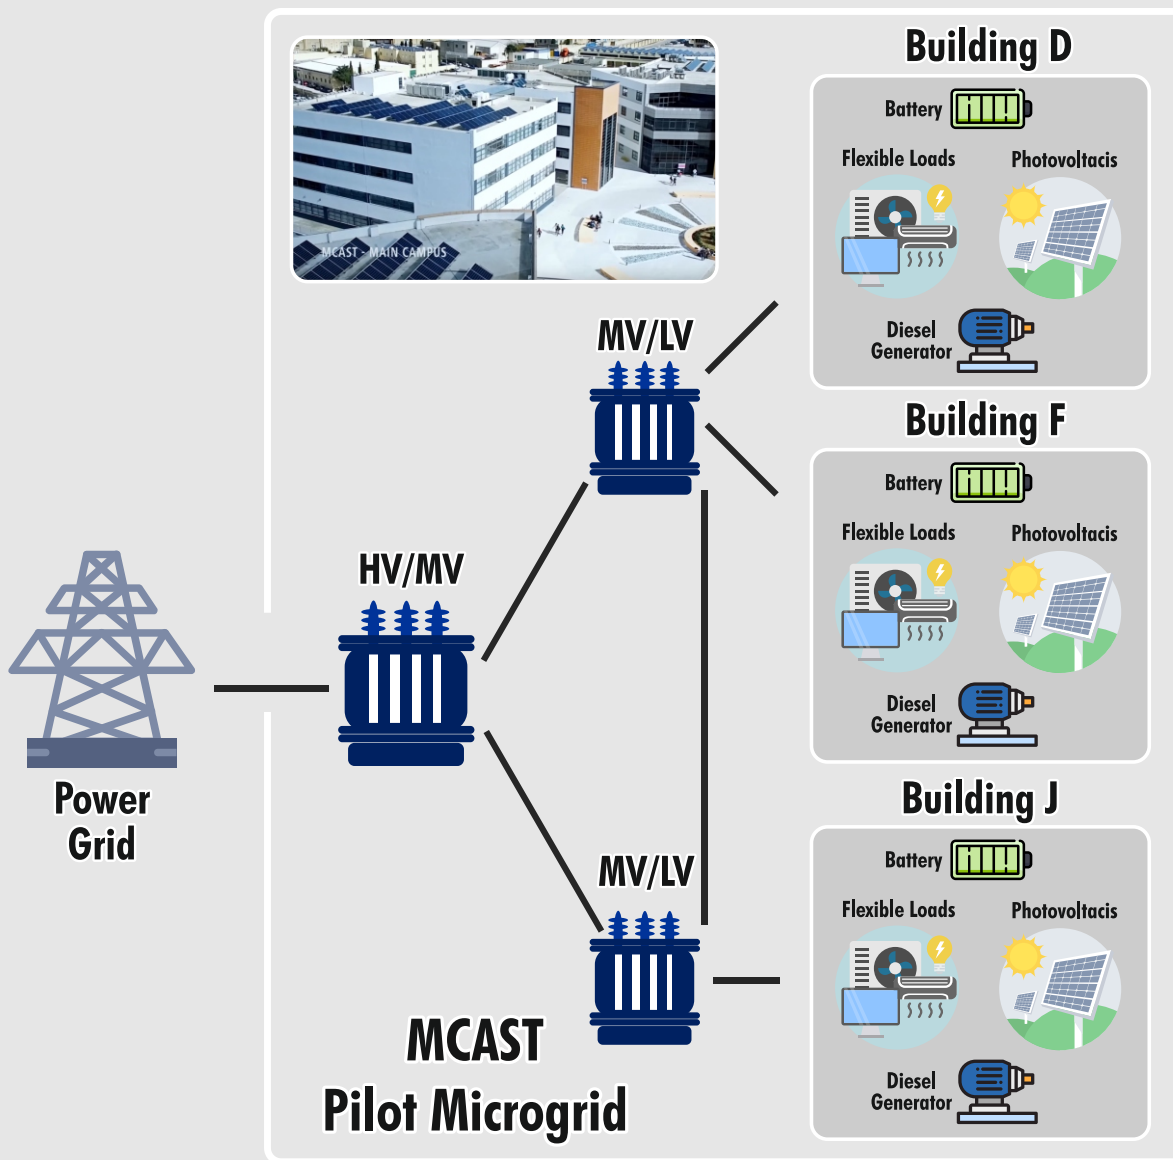 Building D
Battery
Flexible Loads
Photovoltacis
Diesel
Generator
MCAST - MAIN CAMPUS
MV/LV
Building F
Battery
Flexible Loads
Photovoltacis
Diesel
Generator
HV/MV
Power
Grid
Building J
Battery
Flexible Loads
Photovoltacis
Diesel
Generator
MV/LV
MCAST
Pilot Microgrid